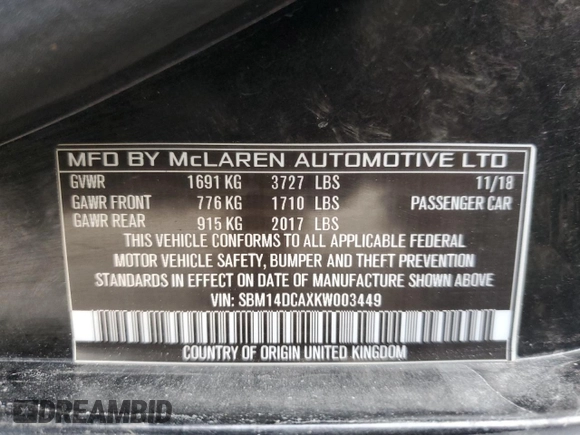 MFD BY McLAREN AUTOMOTIVE LTD
GVWR 1691 KG 3727 LBS 11/18
GAWR FRONT 776 KG 1710 LBS PASSENGER CAR
GAWR REAR 915 KG 2017 LBS
THIS VEHICLE CONFORMS TO ALL APPLICABLE FEDERAL
MOTOR VEHICLE SAFETY, BUMPER AND THEFT PREVENTION
STANDARDS IN EFFECT ON DATE OF MANUFACTURE SHOWN ABOVE
VIN: SBM14DCAXKW003449
COUNTRY OF ORIGIN UNITED KINGDOM
DREAMBID